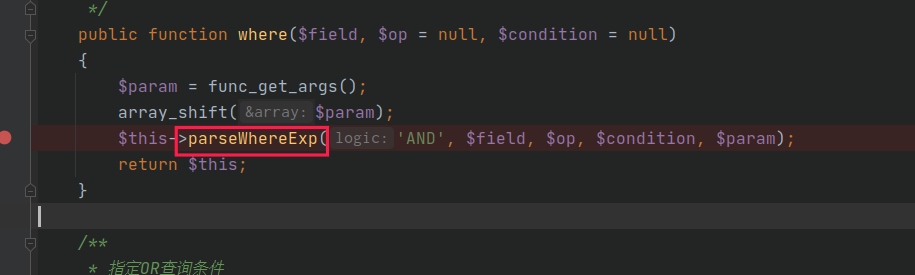 */
public function where($field, $op = null, $condition = null)
{
$param = func_get_args();
array_shift( &array: $param);
$this->parseWhereExp( logic: 'AND', $field, $op, $condition, $param);
return $this;
}
/**
* 指定OR查询条件